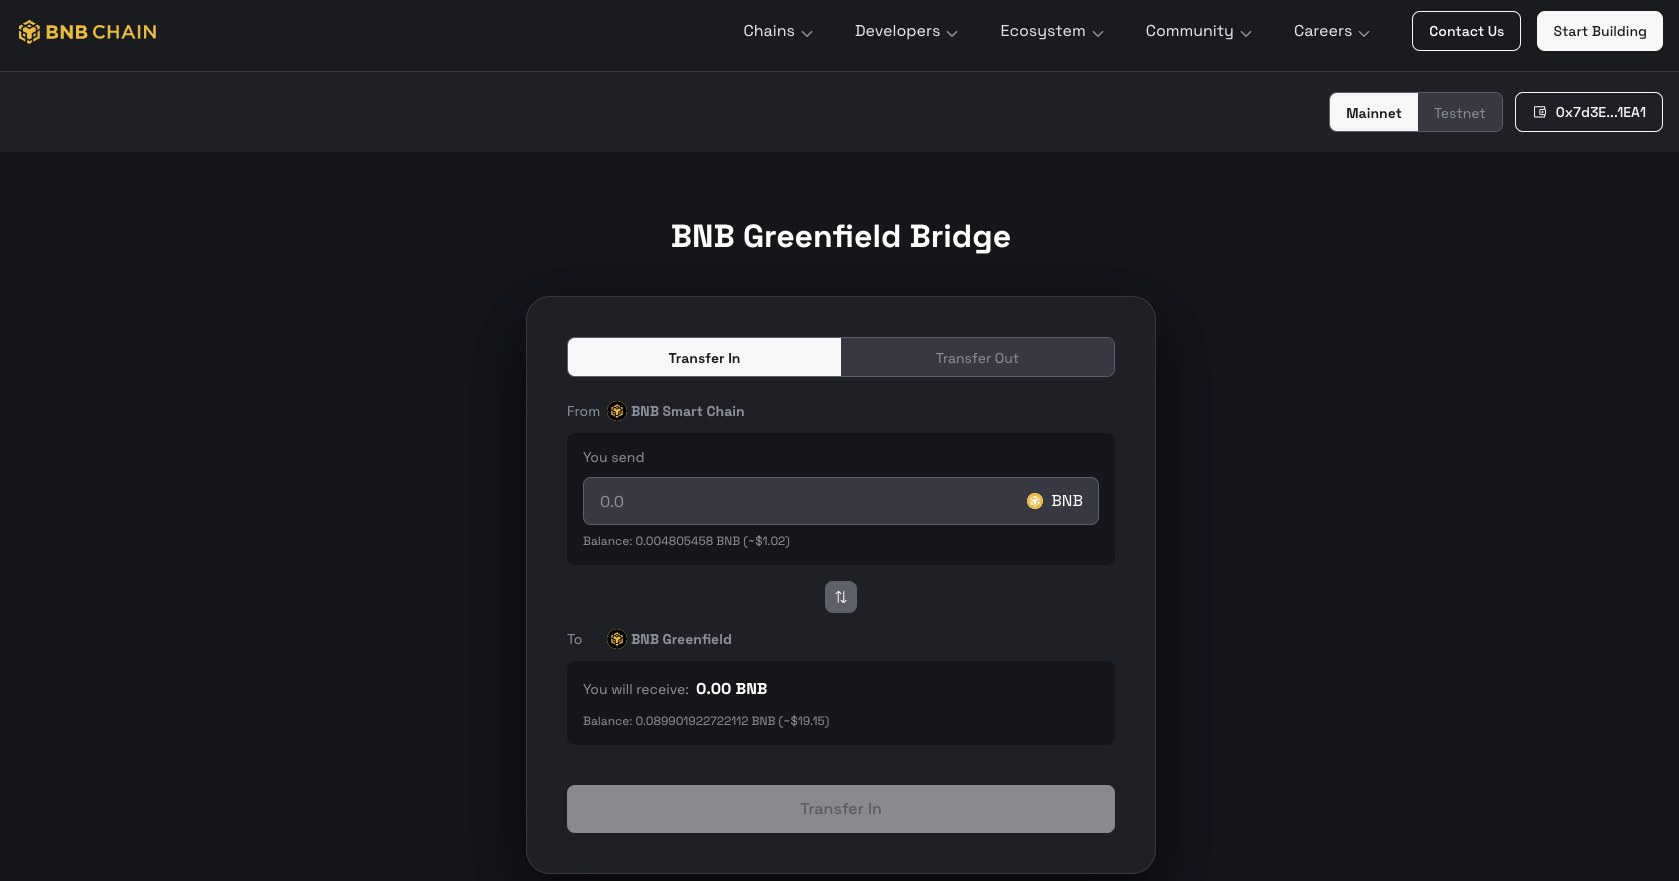 BNB CHAIN
Chains
Developers
Ecosystem
Community
Careers
Contact Us
Start Building
Mainnet
Testnet
0x7d3E...1EA1
BNB Greenfield Bridge
Transfer In
Transfer Out
From BNB Smart Chain
You send
0.0
BNB
Balance: 0.004805458 BNB (~$1.02)
To BNB Greenfield
You will receive: 0.00 BNB
Balance: 0.089901922722112 BNB (~$19.15)
Transfer In